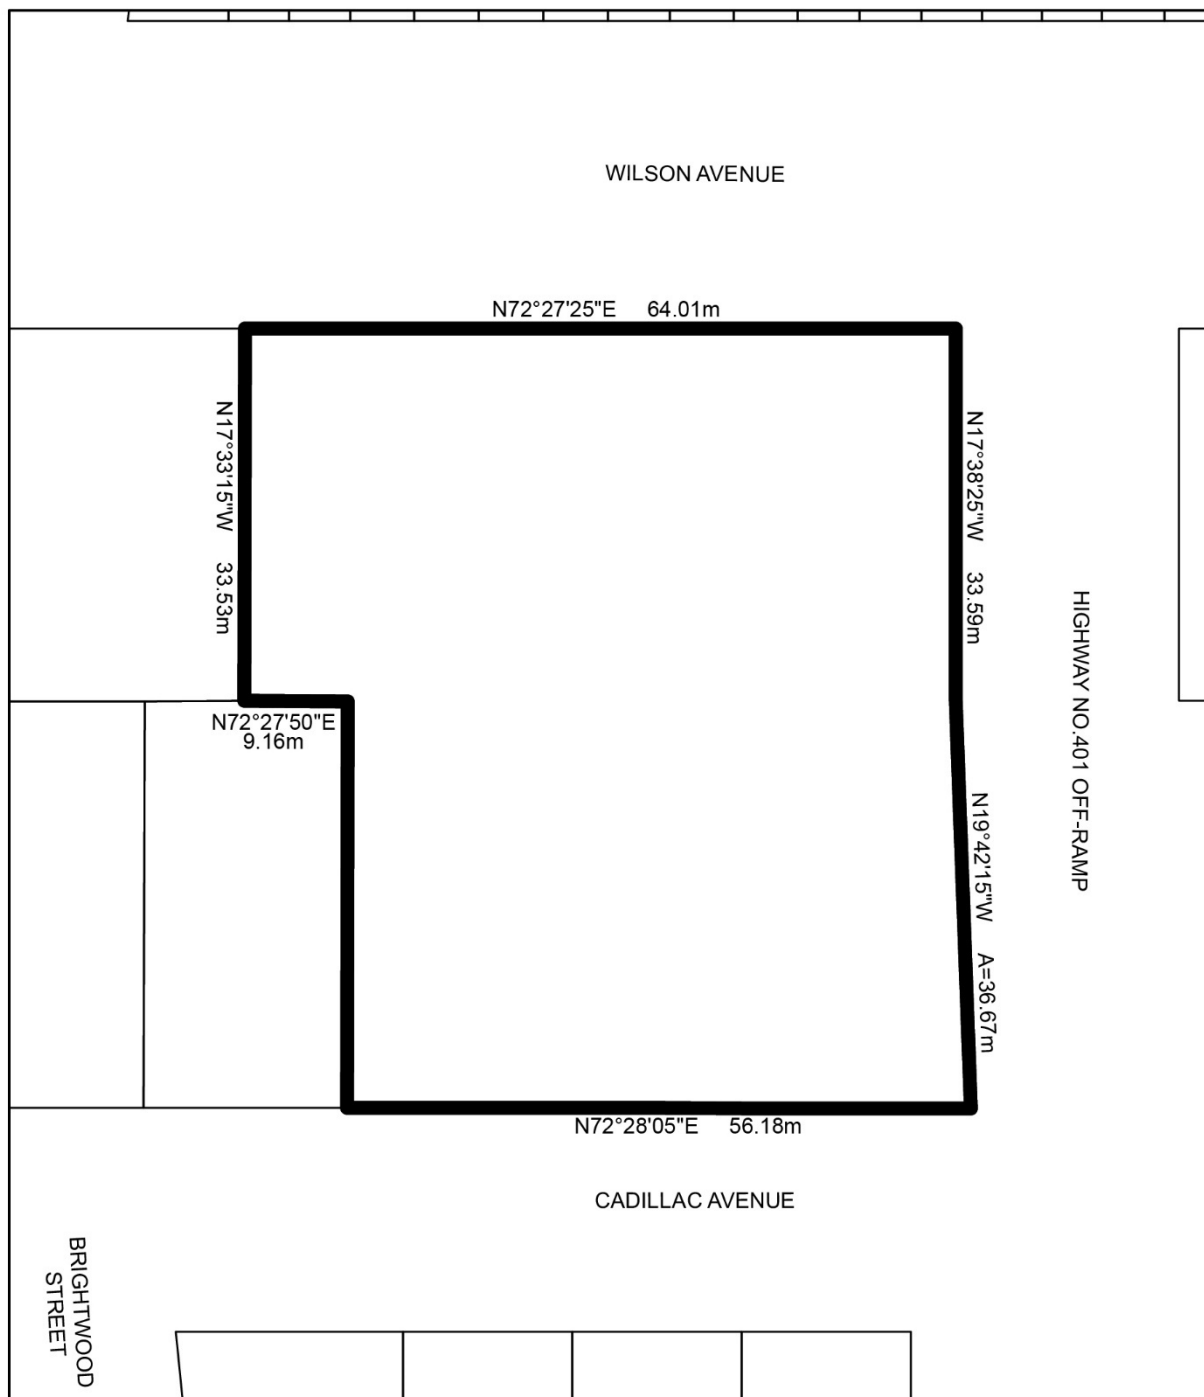 WILSON AVENUE
N72°27'25"E 64.01m
N17°33'15"W 33.53m
N17°38'25"W 33.59m
HIGHWAY NO.401 OFF-RAMP
N72°27'50"E
9.16m
N19°42'15"W A=36.67m
N72°28'05"E 56.18m
CADILLAC AVENUE
BRIGHTWOOD
STREET